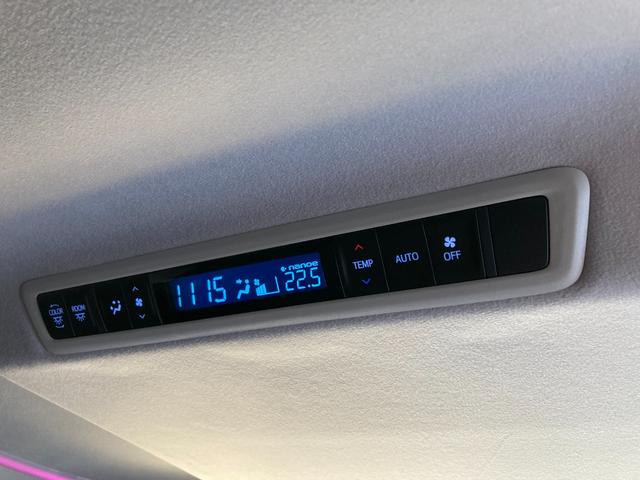 COLOR
ROOM
1115
nanoe
22.5
TEMP
AUTO
OFF